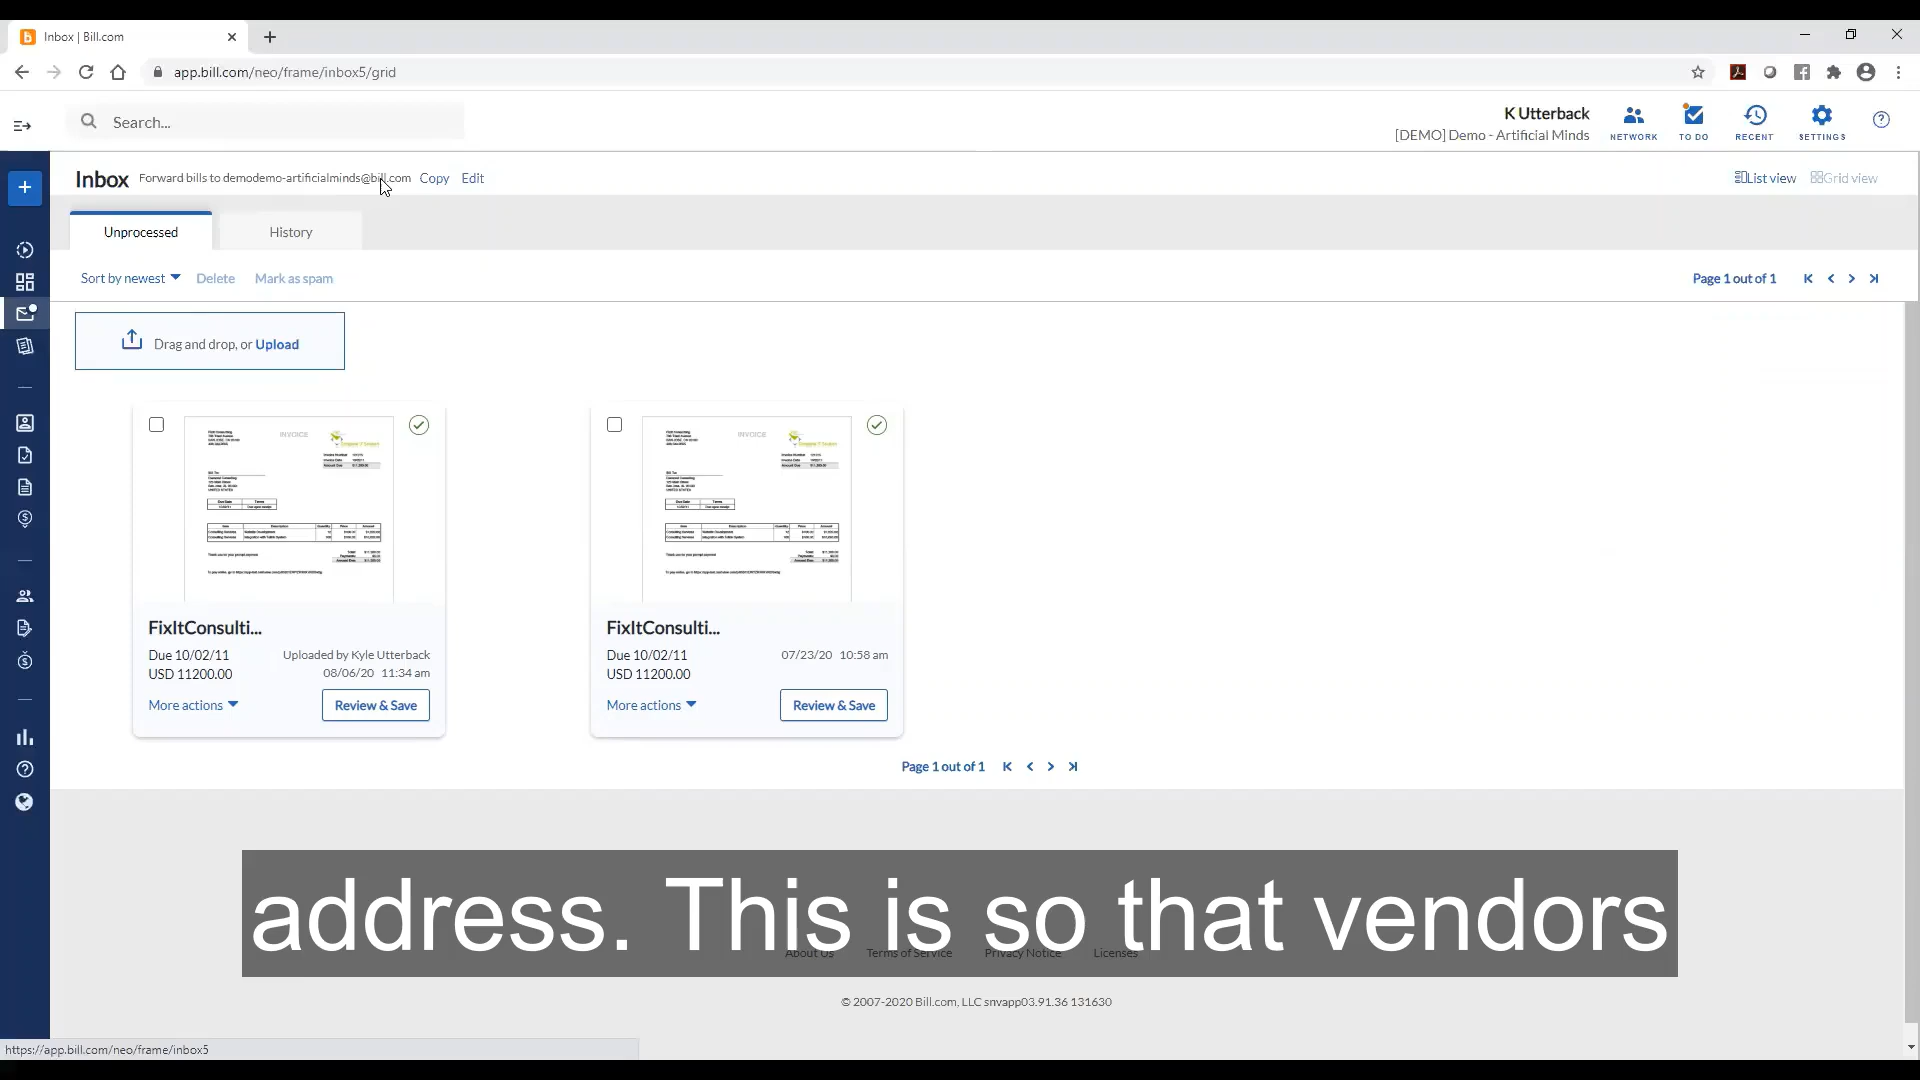 Inbox | Bill.com
app.bill.com/neo/frame/inbox5/grid
Search...
K Utterback
[DEMO] Demo - Artificial Minds
NETWORK
TO DO
RECENT
SETTINGS
Inbox
Forward bills to demodemo-artificialminds@bill.com
Copy
Edit
List view
Grid view
Unprocessed
History
Sort by newest
Delete
Mark as spam
Page 1 out of 1
Drag and drop, or Upload
INVOICE
INVOICE
FixItConsulti...
Due 10/02/11
USD 11200.00
Uploaded by Kyle Utterback
08/06/20 11:34 am
More actions
Review & Save
FixItConsulti...
Due 10/02/11
USD 11200.00
07/23/20 10:58 am
More actions
Review & Save
Page 1 out of 1
address. This is so that vendors
About Us
Terms of Service
Privacy Notice
Licenses
© 2007-2020 Bill.com, LLC snvapp03.91.36 131630
https://app.bill.com/neo/frame/inbox5